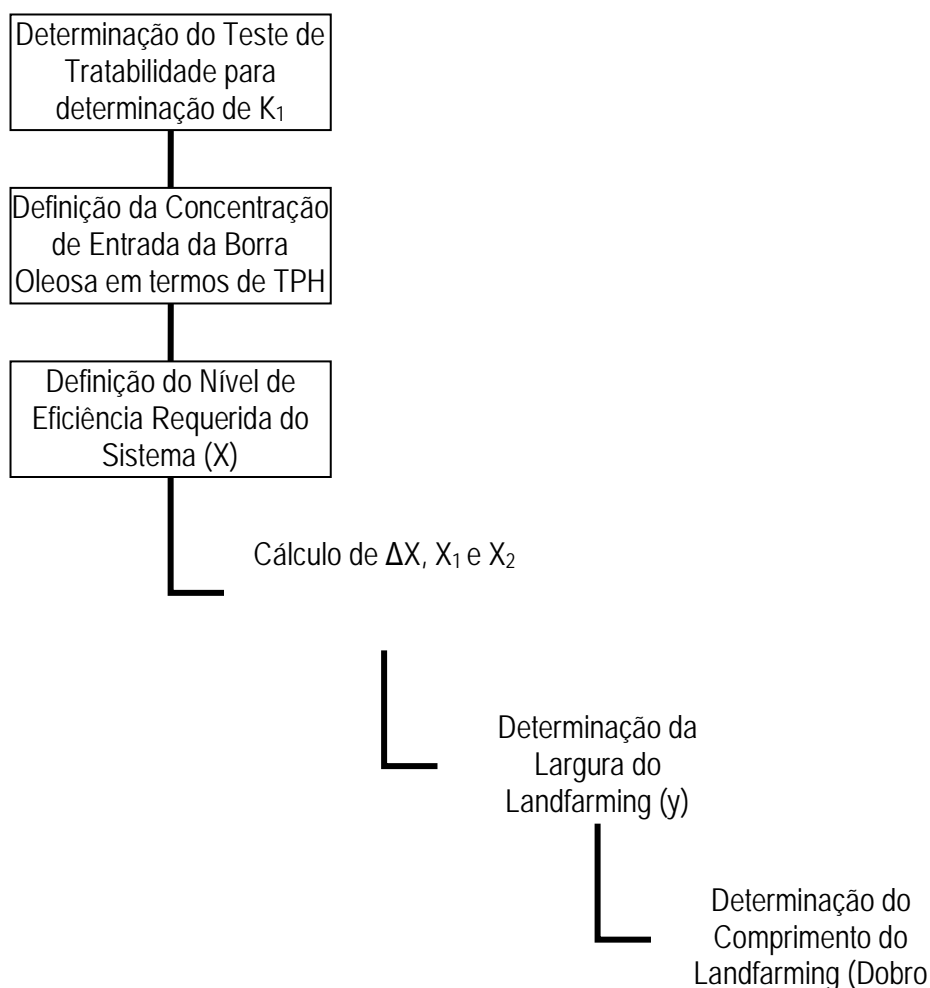 Determinação do Teste de
Tratabilidade para
determinação de K₁
Definição da Concentração
de Entrada da Borra
Oleosa em termos de TPH
Definição do Nível de
Eficiência Requerida do
Sistema (X)
Cálculo de ΔX, X₁ e X₂
Determinação da
Largura do
Landfarming (y)
Determinação do
Comprimento do
Landfarming (Dobro